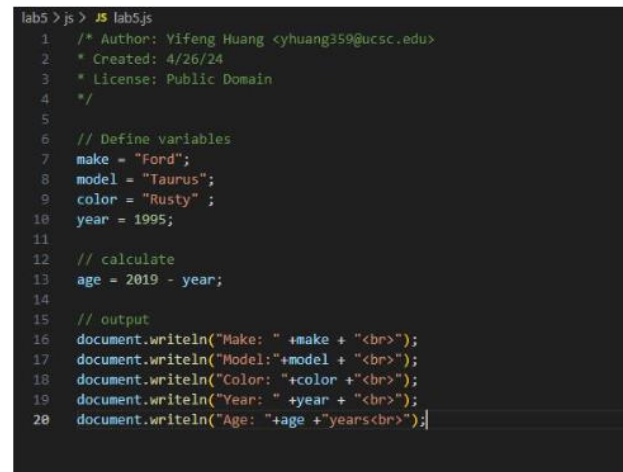 lab5 > js > JS lab5.js
1 /* Author: Yifeng Huang <yhuang359@ucsc.edu>
2 * Created: 4/26/24
3 * License: Public Domain
4 */
5
6 // Define variables
7 make = "Ford";
8 model = "Taurus";
9 color = "Rusty" ;
10 year = 1995;
11
12 // calculate
13 age = 2019 - year;
14
15 // output
16 document.writeln("Make: " +make + "<br>");
17 document.writeln("Model:"+model + "<br>");
18 document.writeln("Color: "+color +"<br>");
19 document.writeln("Year: " +year + "<br>");
20 document.writeln("Age: "+age +"years<br>");